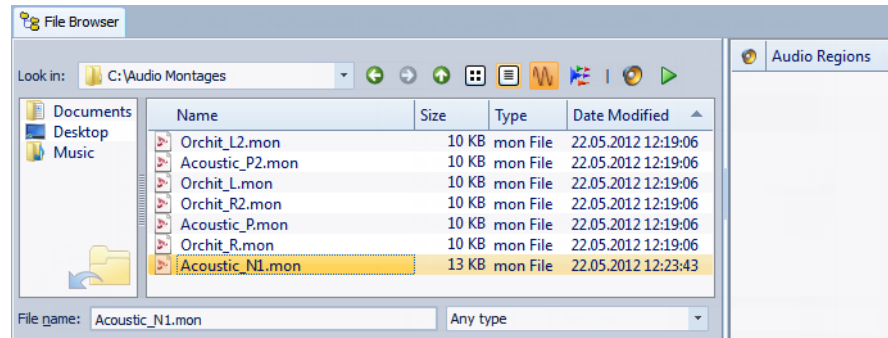 File Browser
Look in: C:\Audio Montages
Audio Regions
Documents
Desktop
Music
Name Size Type Date Modified
Orchit_L2.mon 10 KB mon File 22.05.2012 12:19:06
Acoustic_P2.mon 10 KB mon File 22.05.2012 12:19:06
Orchit_L.mon 10 KB mon File 22.05.2012 12:19:06
Orchit_R2.mon 10 KB mon File 22.05.2012 12:19:06
Acoustic_P.mon 10 KB mon File 22.05.2012 12:19:06
Orchit_R.mon 10 KB mon File 22.05.2012 12:19:06
Acoustic_N1.mon 13 KB mon File 22.05.2012 12:23:43
File name: Acoustic_N1.mon Any type